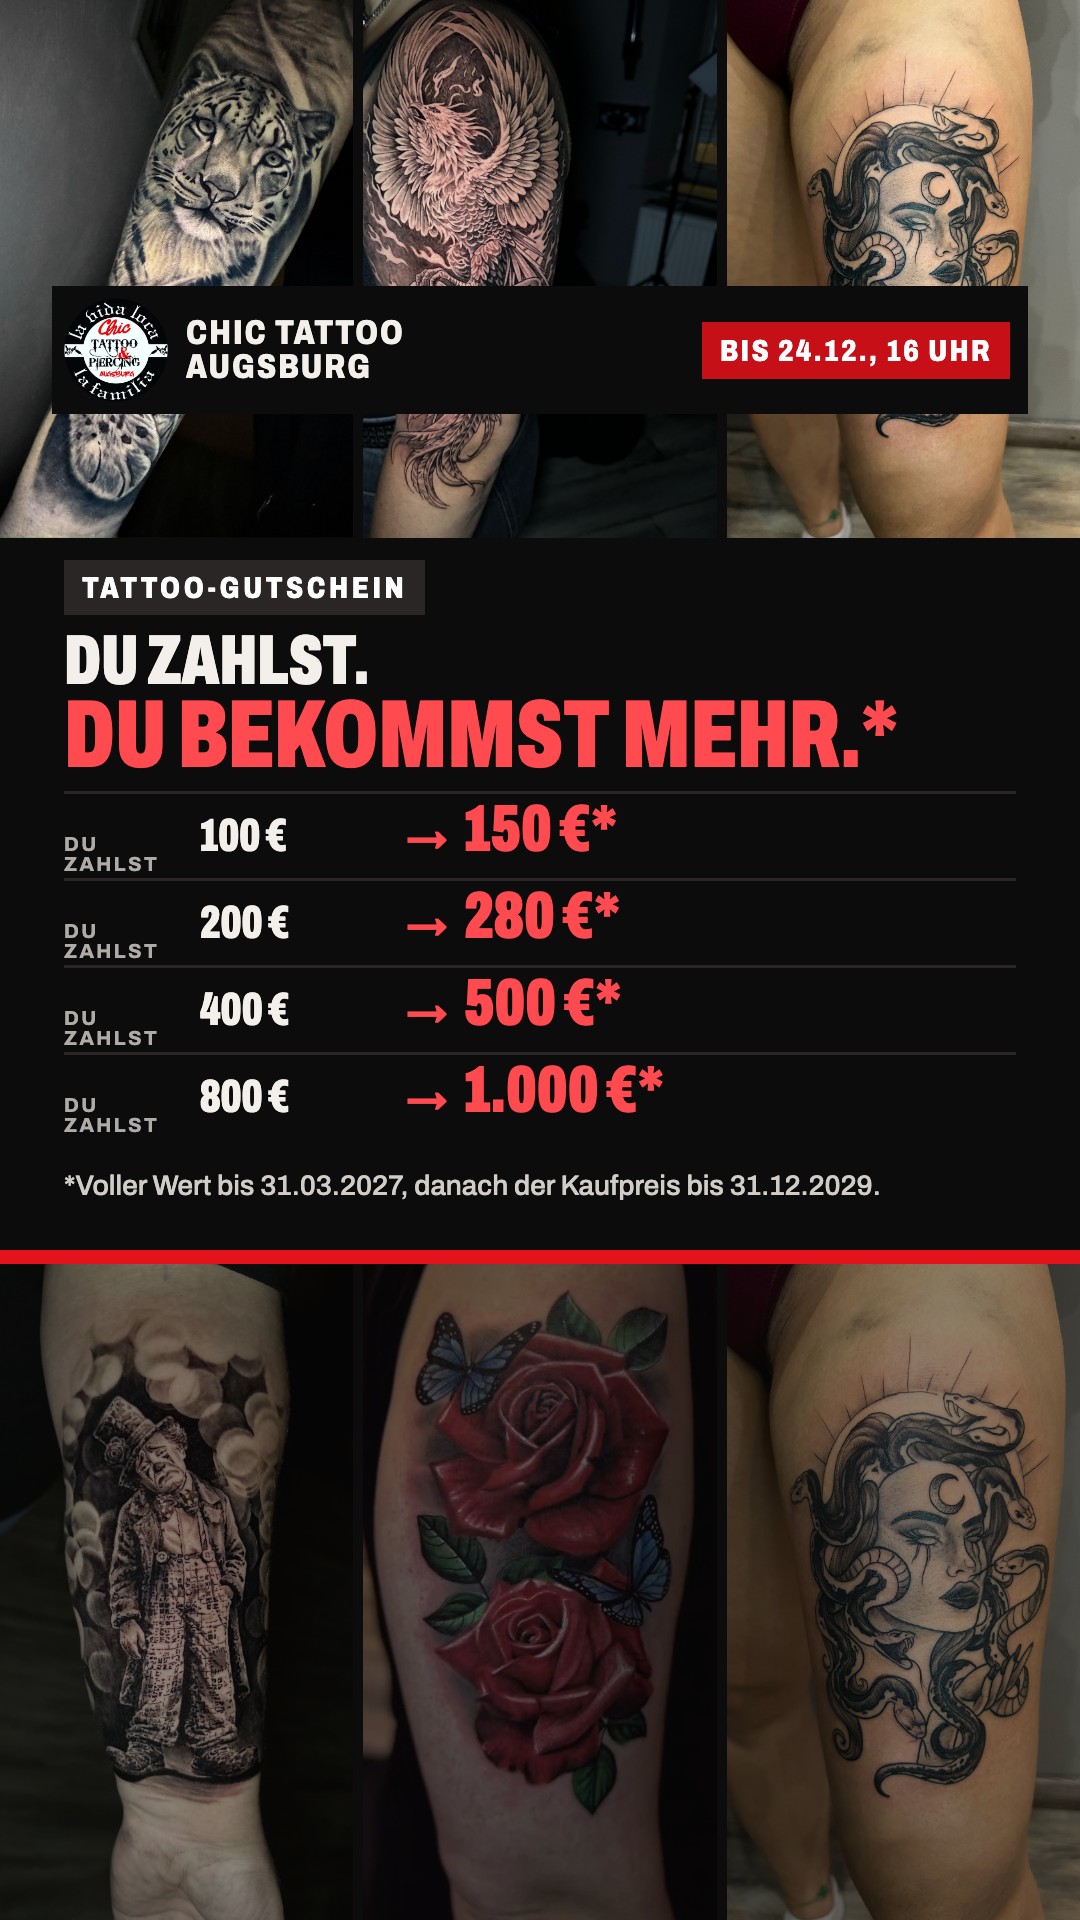 la vida loca
Chic
TATTOO
&
PIERCING
AUGSBURG
la familia
CHIC TATTOO
AUGSBURG
BIS 24.12., 16 UHR
TATTOO-GUTSCHEIN
DU ZAHLST.
DU BEKOMMST MEHR.*
DU ZAHLST 100 € → 150 €*
DU ZAHLST 200 € → 280 €*
DU ZAHLST 400 € → 500 €*
DU ZAHLST 800 € → 1.000 €*
*Voller Wert bis 31.03.2027, danach der Kaufpreis bis 31.12.2029.